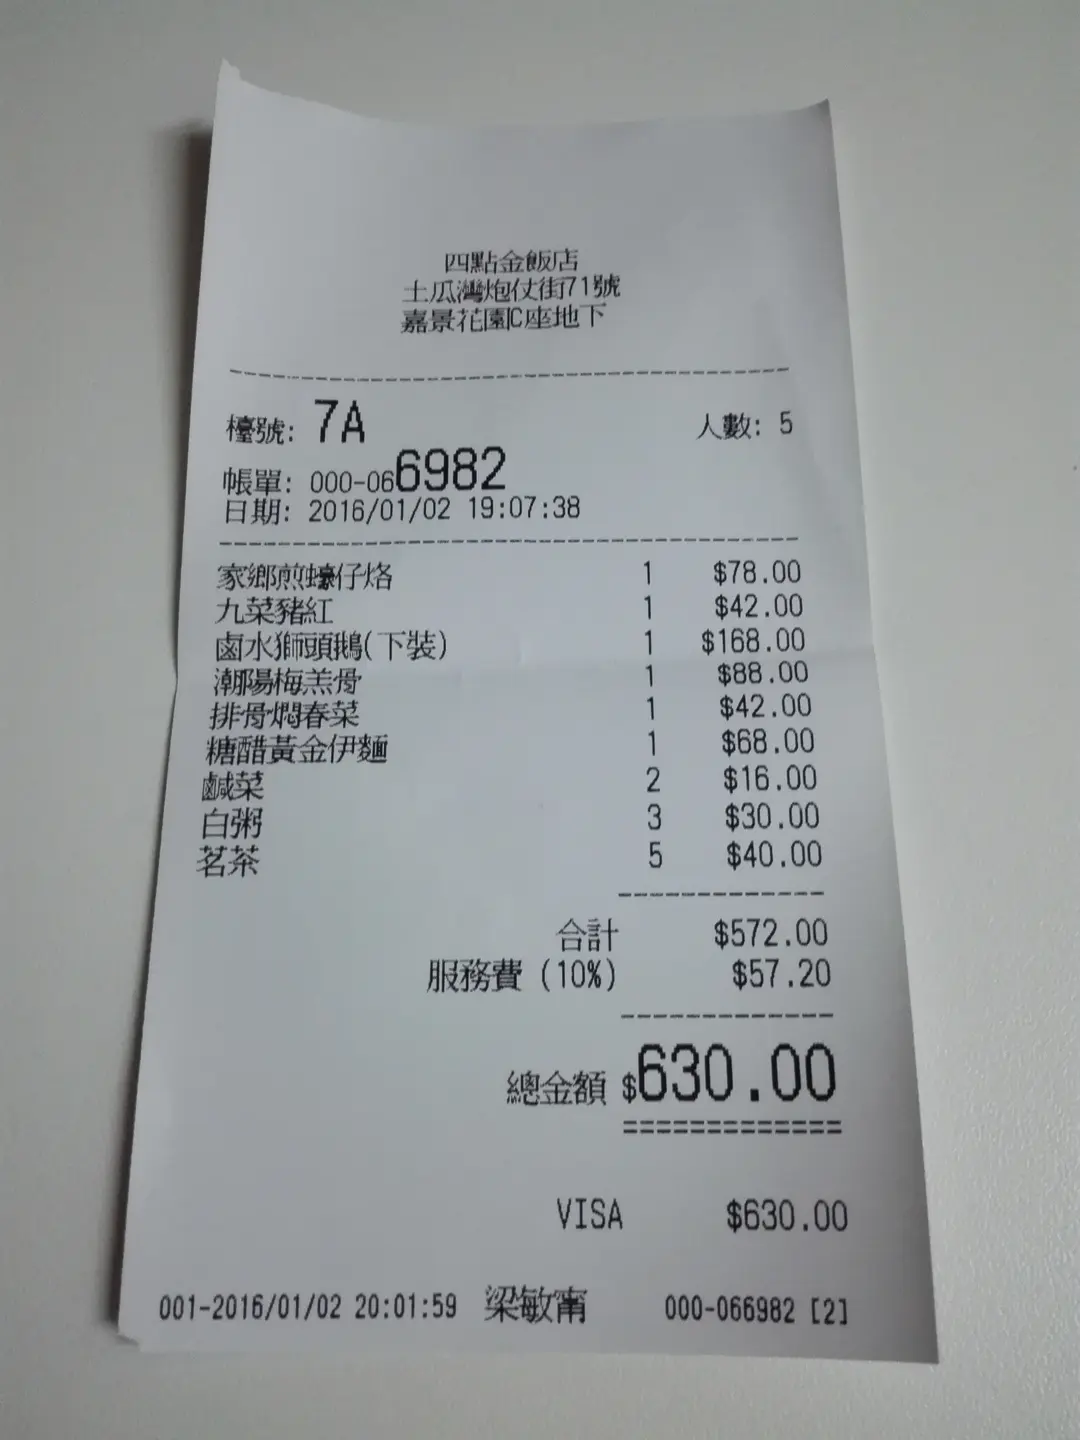 四點金飯店
土瓜灣炮仗街71號
嘉景花園C座地下
檯號: 7A 人數: 5
帳單: 000-066982
日期: 2016/01/02 19:07:38
家鄉煎蠔仔烙 1 $78.00
九菜豬紅 1 $42.00
鹵水獅頭鵝(下裝) 1 $168.00
潮陽梅羔骨 1 $88.00
排骨燜春菜 1 $42.00
糖醋黃金伊麵 1 $68.00
鹹菜 2 $16.00
白粥 3 $30.00
茗茶 5 $40.00
合計 $572.00
服務費 (10%) $57.20
總金額 $630.00
=============
VISA $630.00
001-2016/01/02 20:01:59 梁敏甯 000-066982 [2]